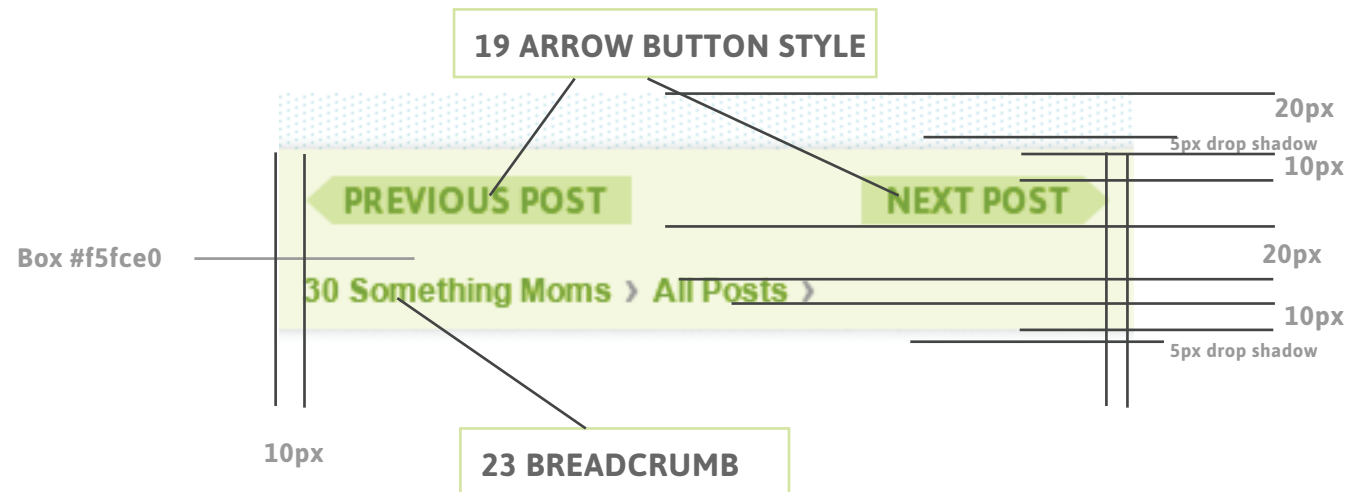 19 ARROW BUTTON STYLE
20px
5px drop shadow
10px
PREVIOUS POST
NEXT POST
Box #f5fce0
20px
30 Something Moms › All Posts ›
10px
5px drop shadow
10px
23 BREADCRUMB